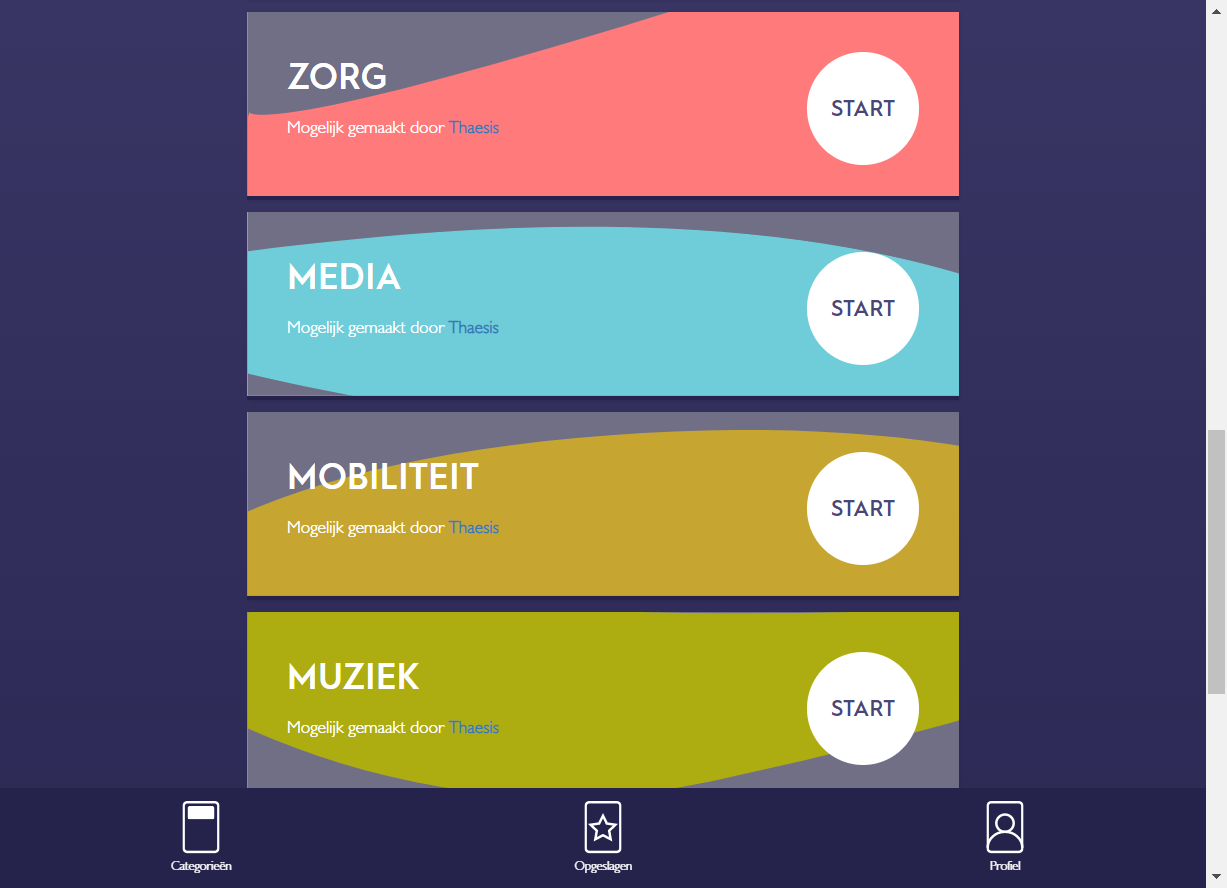 ZORG
Mogelijk gemaakt door Thaesis
START
MEDIA
Mogelijk gemaakt door Thaesis
START
MOBILITEIT
Mogelijk gemaakt door Thaesis
START
MUZIEK
Mogelijk gemaakt door Thaesis
START
Categorieën
Opgeslagen
Profiel